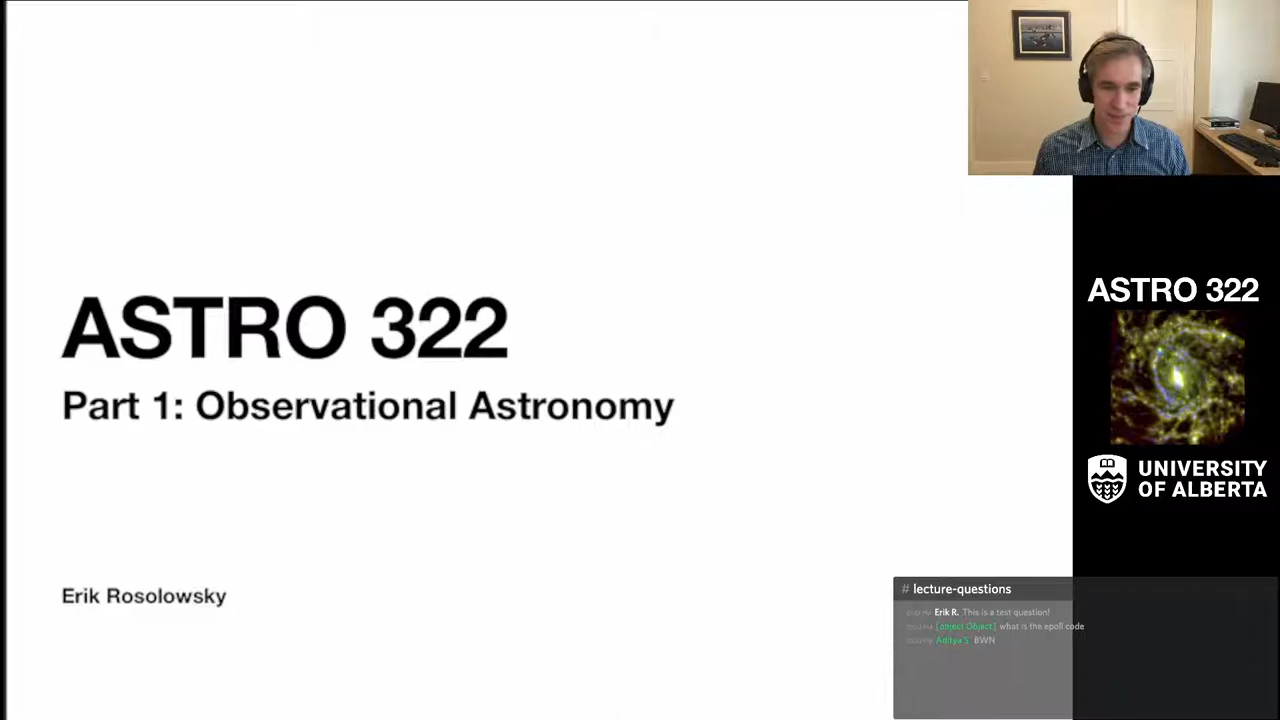 ASTRO 322
Part 1: Observational Astronomy
Erik Rosolowsky
ASTRO 322
UNIVERSITY
OF ALBERTA
# lecture-questions
Erik R. This is a test question!
[object Object] what is the epoll code
Aditya S BWN